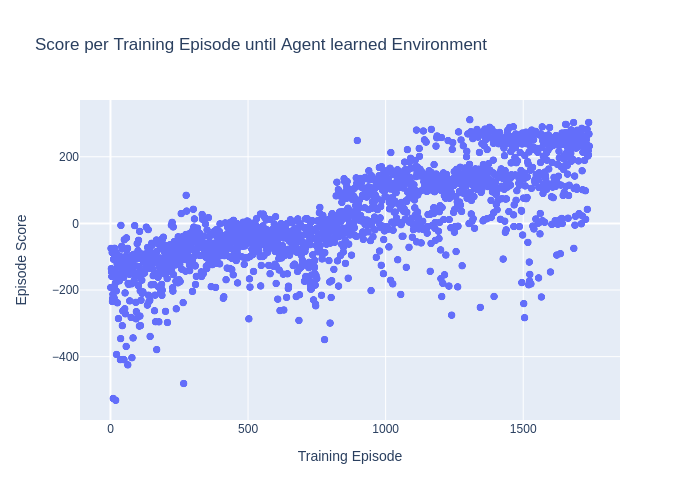 Score per Training Episode until Agent learned Environment
Episode Score
200
0
−200
−400
0
500
1000
1500
Training Episode